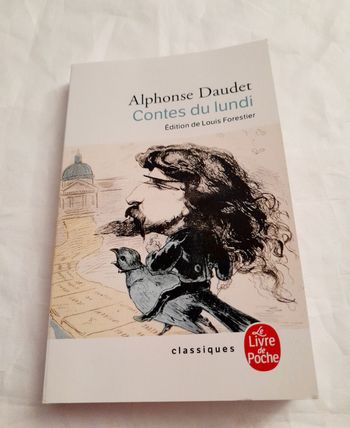 Alphonse Daudet
Contes du lundi
Édition de Louis Forestier
classiques
Le
Livre
de
Poche